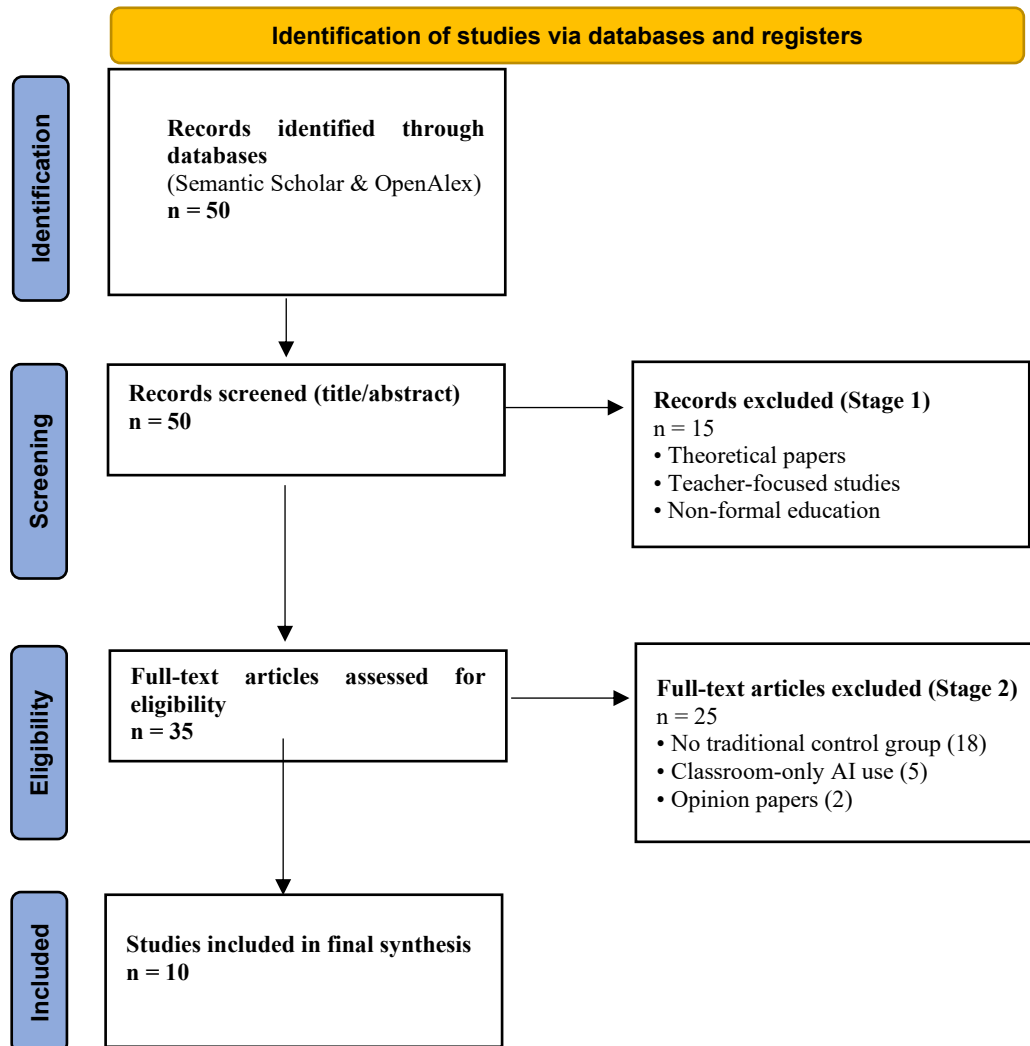 Identification of studies via databases and registers
Identification
Records identified through
databases
(Semantic Scholar & OpenAlex)
n = 50
Screening
Records screened (title/abstract)
n = 50
Records excluded (Stage 1)
n = 15
• Theoretical papers
• Teacher-focused studies
• Non-formal education
Eligibility
Full-text articles assessed for
eligibility
n = 35
Full-text articles excluded (Stage 2)
n = 25
• No traditional control group (18)
• Classroom-only AI use (5)
• Opinion papers (2)
Included
Studies included in final synthesis
n = 10